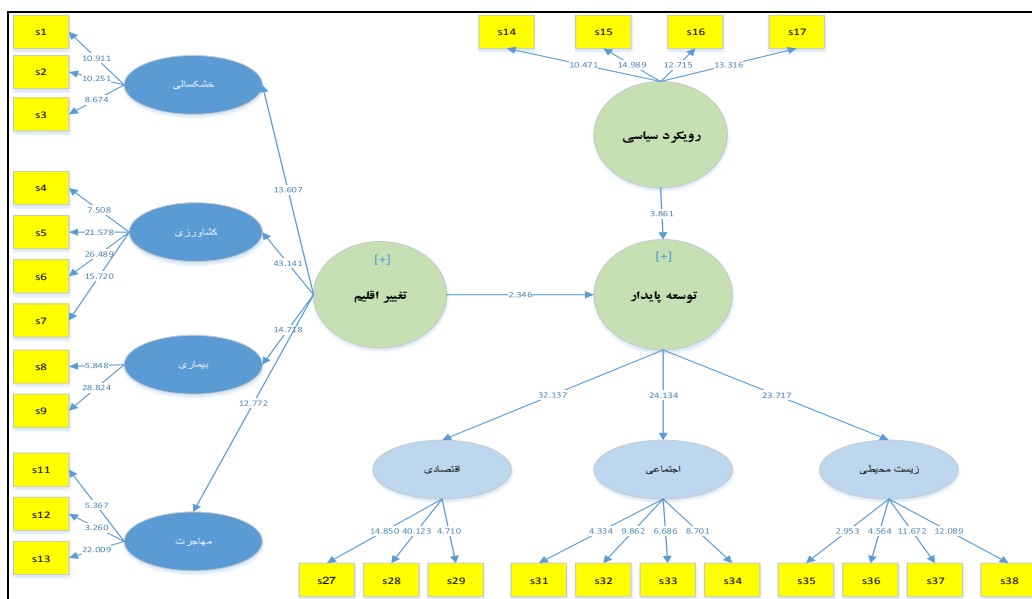 s1
s2
s3
10.911
10.251
8.674
خشکسالی
s14
s15
s16
s17
10.471
14.989
12.715
13.316
رویکرد سیاسی
s4
s5
s6
s7
7.508
21.578
26.489
15.720
کشاورزی
13.607
43.141
14.718
12.772
[+]
تغییر اقلیم
2.346
3.861
[+]
توسعه پایدار
s8
s9
5.848
28.824
بیماری
s11
s12
s13
5.367
3.260
22.009
مهاجرت
32.137
24.134
23.717
اقتصادی
اجتماعی
زیست محیطی
14.850
40.123
4.710
4.334
9.862
6.686
8.701
2.953
4.564
11.672
12.089
s27
s28
s29
s31
s32
s33
s34
s35
s36
s37
s38